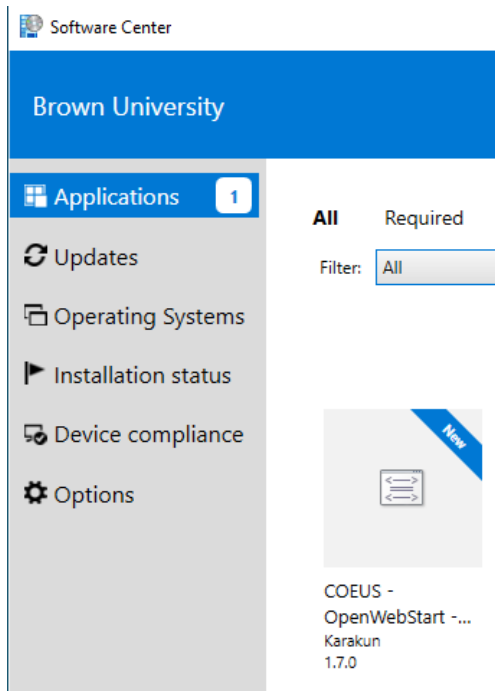 Software Center
Brown University
Applications 1
Updates
Operating Systems
Installation status
Device compliance
Options
All Required
Filter: All
New
<-->
<-->
COEUS -
OpenWebStart -...
Karakun
1.7.0